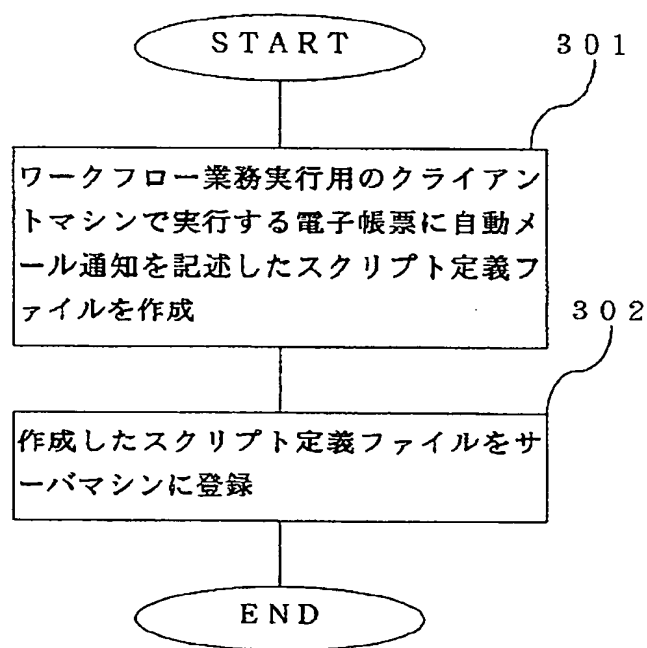 START
301
ワークフロー業務実行用のクライアン
トマシンで実行する電子帳票に自動メ
ール通知を記述したスクリプト定義フ
ァイルを作成
302
作成したスクリプト定義ファイルをサ
ーバマシンに登録
END